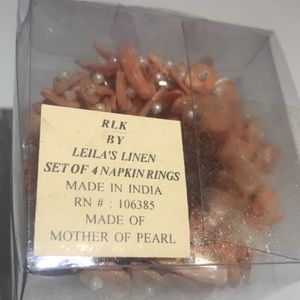 RLK
BY
LEILA'S LINEN
SET OF 4 NAPKIN RINGS
MADE IN INDIA
RN # : 106385
MADE OF
MOTHER OF PEARL